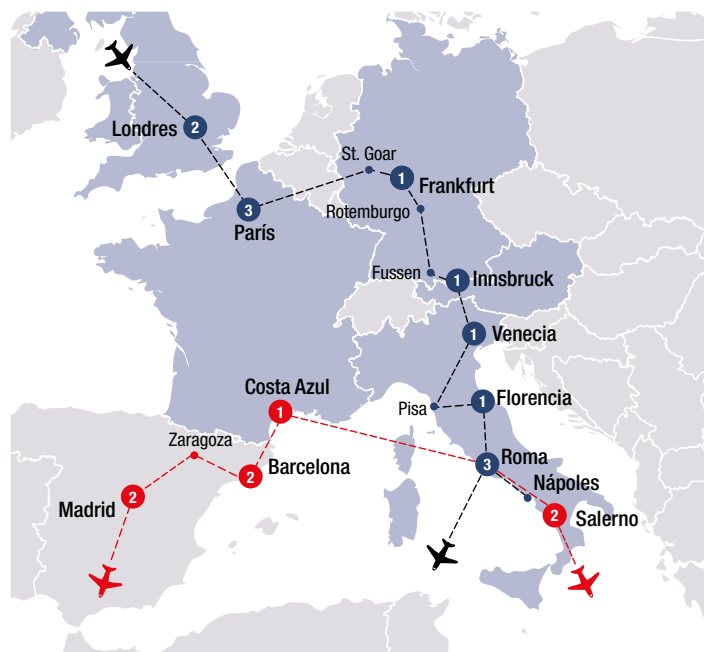 Londres 2
St. Goar
1 Frankfurt
3
París
Rotemburgo
Fussen
1 Innsbruck
1 Venecia
Costa Azul
1
Pisa
1 Florencia
Zaragoza
Roma
3
Barcelona
2
Nápoles
Madrid 2
2 Salerno